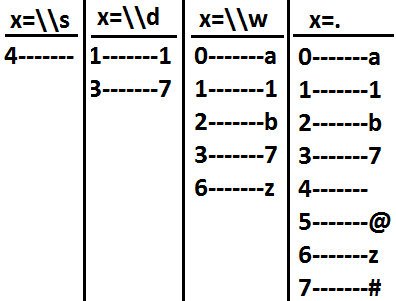 x=\\s x=\\d x=\\w x=.
4------- 1-------1 0-------a 0-------a
3-------7 1-------1 1-------1
2-------b 2-------b
3-------7 3-------7
6-------z 4-------
5-------@
6-------z
7-------#